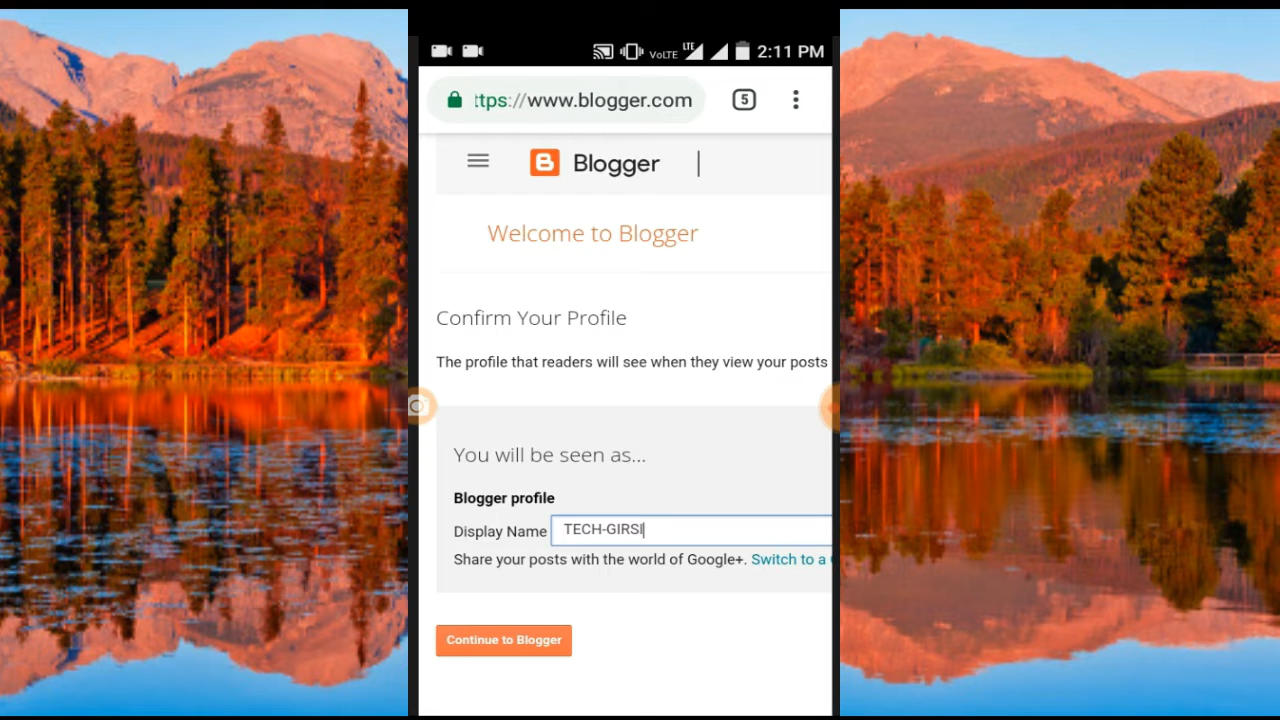 VoLTE LTE 2:11 PM
ttps://www.blogger.com 5
B Blogger
Welcome to Blogger
Confirm Your Profile
The profile that readers will see when they view your posts
You will be seen as...
Blogger profile
Display Name TECH-GIRSI
Share your posts with the world of Google+. Switch to a
Continue to Blogger